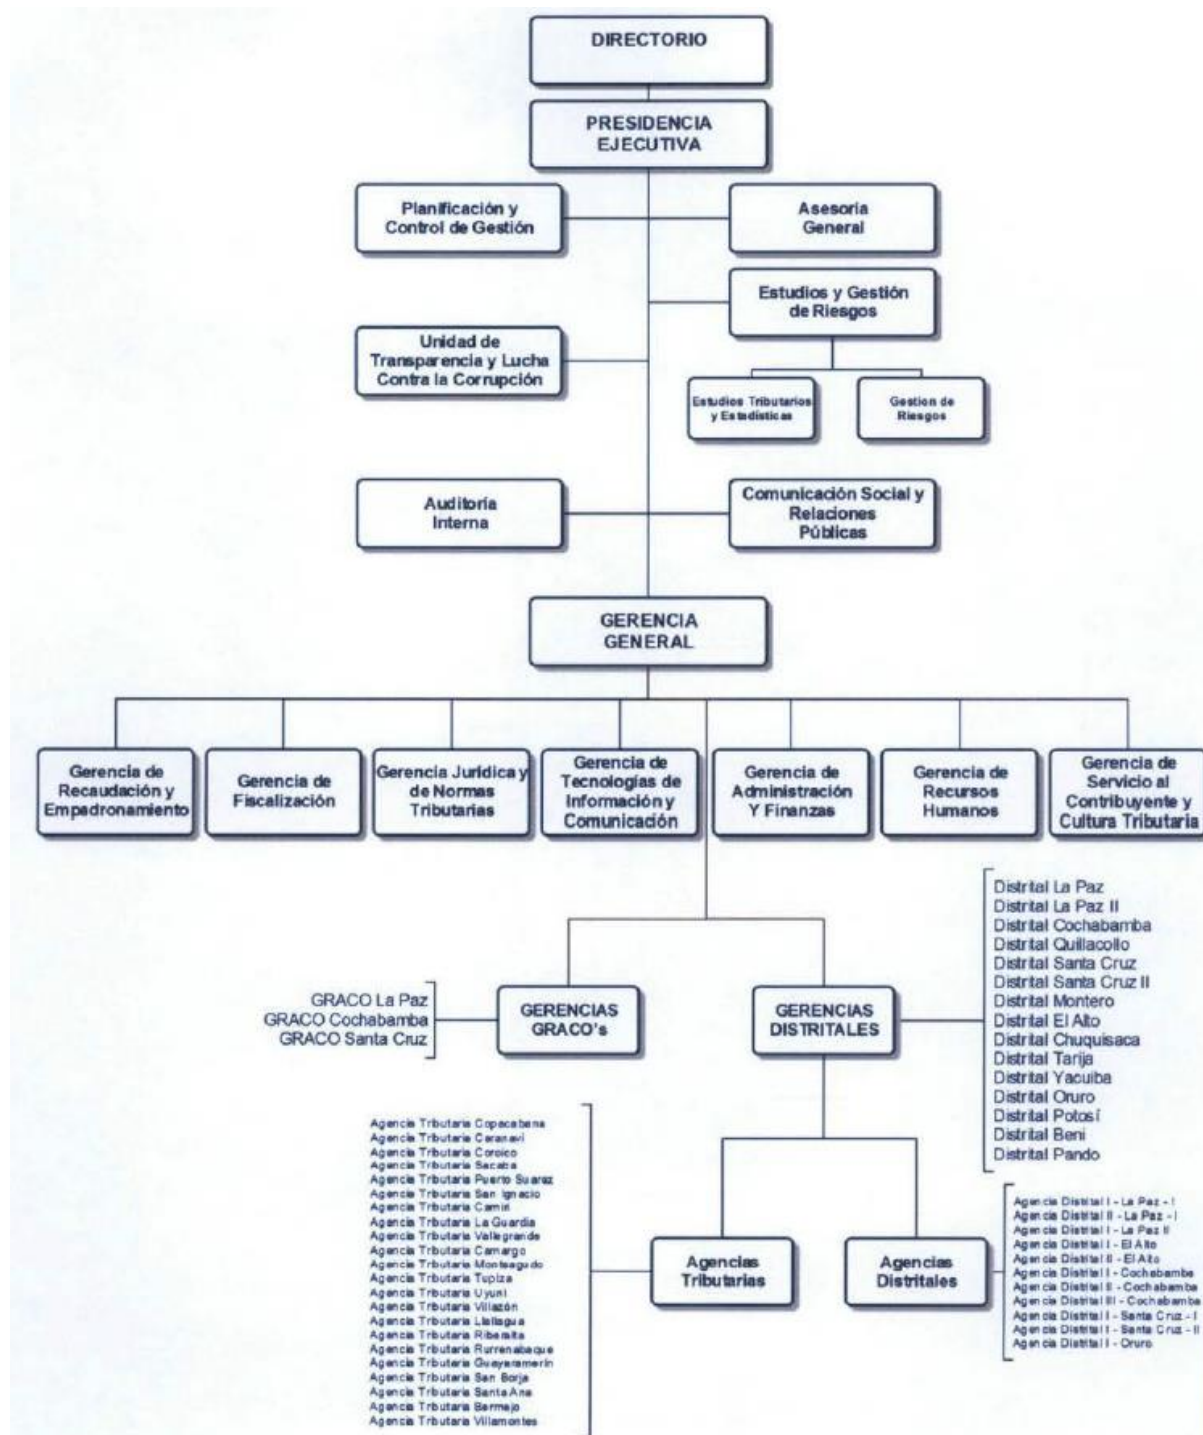 DIRECTORIO
PRESIDENCIA
EJECUTIVA
Planificación y
Control de Gestión
Asesoría
General
Estudios y Gestión
de Riesgos
Unidad de
Transparencia y Lucha
Contra la Corrupción
Estudios Tributarios
y Estadísticas
Gestion de
Riesgos
Auditoría
Interna
Comunicación Social y
Relaciones
Públicas
GERENCIA
GENERAL
Gerencia de
Recaudación y
Empadronamiento
Gerencia de
Fiscalización
Gerencia Jurídica y
de Normas
Tributarias
Gerencia de
Tecnologías de
Información y
Comunicación
Gerencia de
Administración
Y Finanzas
Gerencia de
Recursos
Humanos
Gerencia de
Servicio al
Contribuyente y
Cultura Tributaria
GRACO La Paz
GRACO Cochabamba
GRACO Santa Cruz
GERENCIAS
GRACO's
GERENCIAS
DISTRITALES
Distrital La Paz
Distrital La Paz II
Distrital Cochabamba
Distrital Quillacollo
Distrital Santa Cruz
Distrital Santa Cruz II
Distrital Montero
Distrital El Alto
Distrital Chuquisaca
Distrital Tarija
Distrital Yacuiba
Distrital Oruro
Distrital Potosí
Distrital Beni
Distrital Pando
Agencia Tributaria Copacabana
Agencia Tributaria Caranavi
Agencia Tributaria Coroico
Agencia Tributaria Sacaba
Agencia Tributaria Puerto Suarez
Agencia Tributaria San Ignacio
Agencia Tributaria Camiri
Agencia Tributaria La Guardia
Agencia Tributaria Vallegrande
Agencia Tributaria Camargo
Agencia Tributaria Monteagudo
Agencia Tributaria Tupiza
Agencia Tributaria Uyuni
Agencia Tributaria Villazón
Agencia Tributaria Llallagua
Agencia Tributaria Riberalta
Agencia Tributaria Rurrenabaque
Agencia Tributaria Guayaramerín
Agencia Tributaria San Borja
Agencia Tributaria Santa Ana
Agencia Tributaria Bermejo
Agencia Tributaria Villamontes
Agencias
Tributarias
Agencias
Distritales
Agencia Distrital I - La Paz - I
Agencia Distrital II - La Paz - I
Agencia Distrital I - La Paz II
Agencia Distrital I - El Alto
Agencia Distrital II - El Alto
Agencia Distrital I - Cochabamba
Agencia Distrital II - Cochabamba
Agencia Distrital III - Cochabamba
Agencia Distrital I - Santa Cruz - I
Agencia Distrital I - Santa Cruz - II
Agencia Distrital I - Oruro